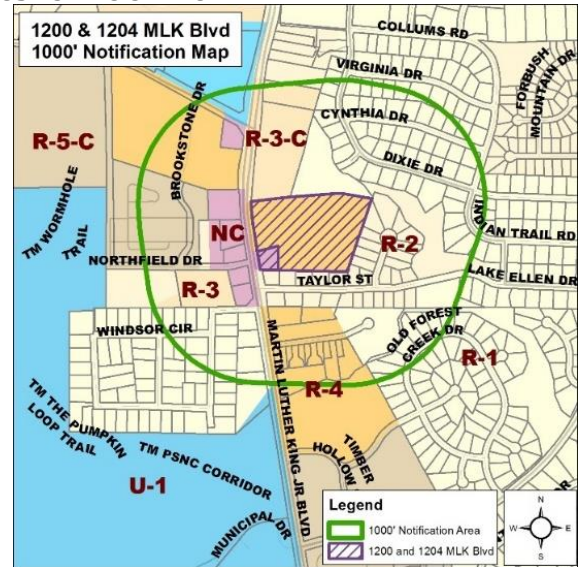 1200 & 1204 MLK Blvd
1000' Notification Map
COLLUMS RD
VIRGINIA DR
FORBUSH
MOUNTAIN DR
CYNTHIA DR
BROOKSTONE DR
R-5-C
R-3-C
DIXIE DR
TM WORMHOLE
TRAIL
NC
R-2
INDIAN TRAIL RD
NORTHFIELD DR
TAYLOR ST
LAKE ELLEN DR
R-3
WINDSOR CIR
OLD FOREST
CREEK DR
R-1
MARTIN LUTHER KING JR BLVD
R-4
TM THE PUMPKIN
LOOP TRAIL
TM PSNC CORRIDOR
TIMBER
HOLLOW
U-1
MUNICIPAL DR
DR
Legend
1000' Notification Area
1200 and 1204 MLK Blvd
N
W
E
S